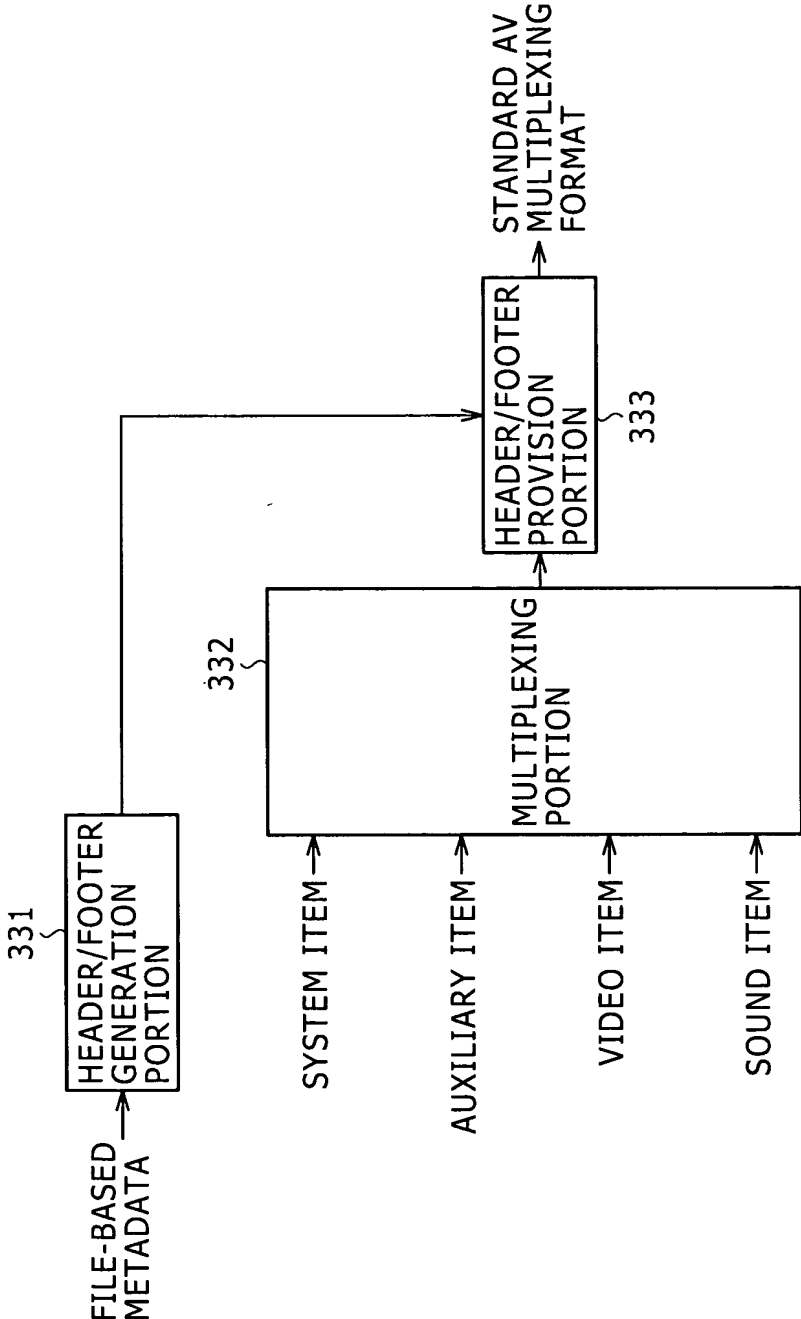 331
FILE-BASED
METADATA
HEADER/FOOTER
GENERATION
PORTION
332
SYSTEM ITEM
AUXILIARY ITEM
VIDEO ITEM
SOUND ITEM
MULTIPLEXING
PORTION
HEADER/FOOTER
PROVISION
PORTION
333
STANDARD AV
MULTIPLEXING
FORMAT